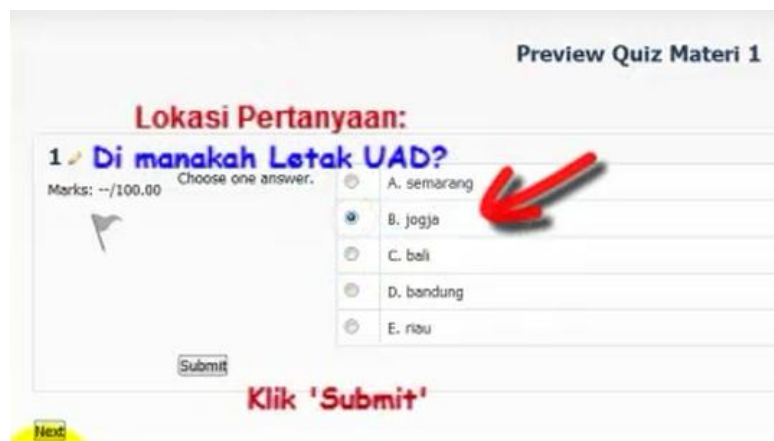 Preview Quiz Materi 1
Lokasi Pertanyaan:
1 Di manakah Letak UAD?
Marks: --/100.00
Choose one answer.
A. semarang
B. jogja
C. bali
D. bandung
E. riau
Submit
Klik 'Submit'
Next